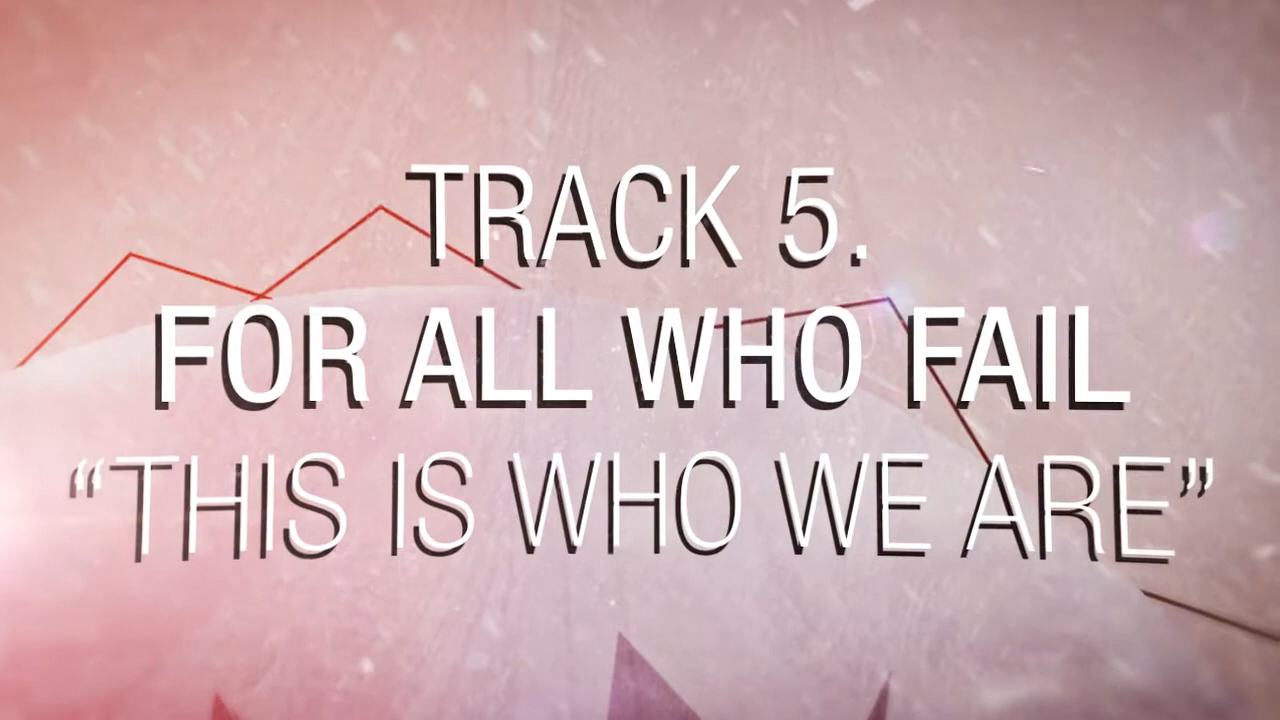 TRACK 5.
FOR ALL WHO FAIL
“THIS IS WHO WE ARE”